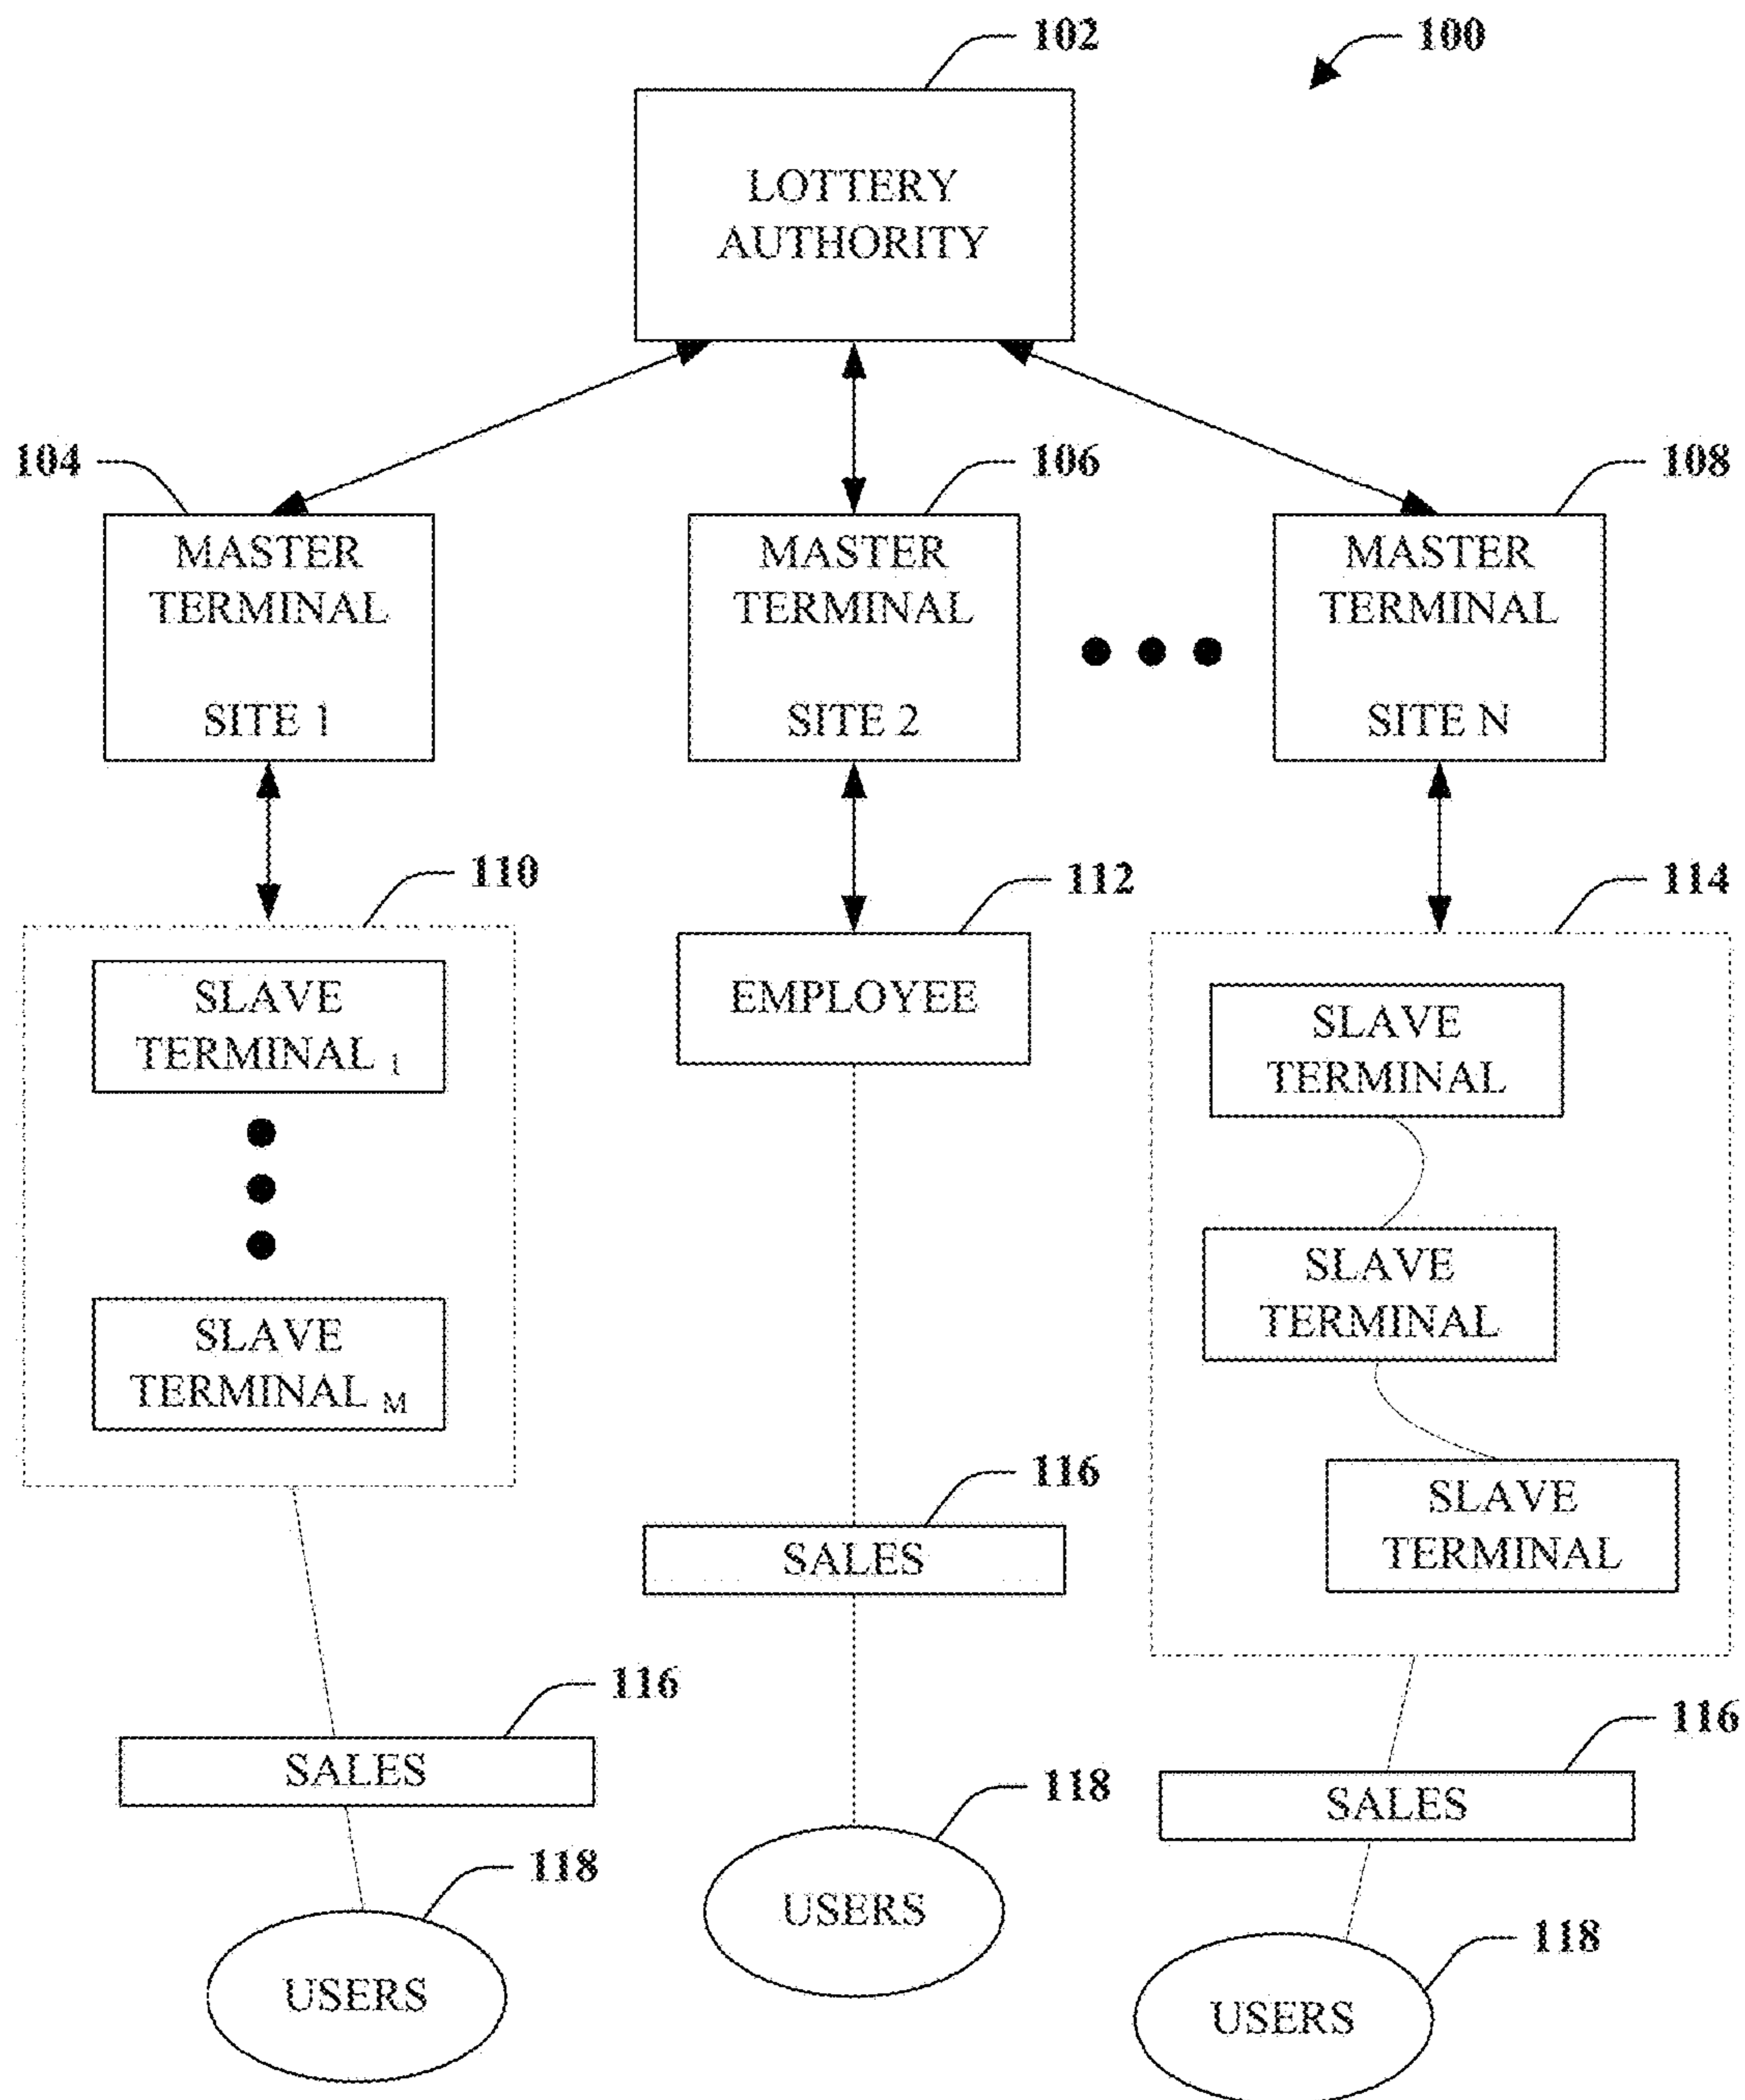 102
100
LOTTERY
AUTHORITY
104
106
108
MASTER
TERMINAL
SITE 1
MASTER
TERMINAL
SITE 2
MASTER
TERMINAL
SITE N
110
112
114
SLAVE
TERMINAL 1
SLAVE
TERMINAL M
EMPLOYEE
SLAVE
TERMINAL
SLAVE
TERMINAL
SLAVE
TERMINAL
116
SALES
116
SALES
116
SALES
118
USERS
118
USERS
118
USERS